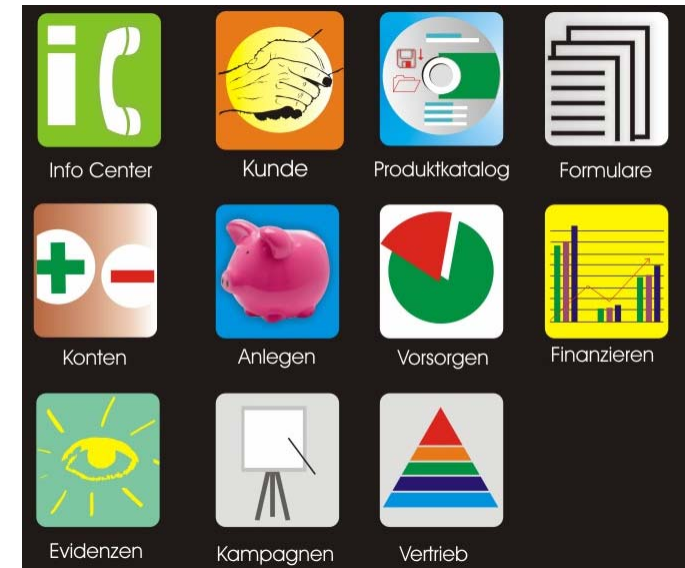 Info Center
Kunde
Produktkatalog
Formulare
Konten
Anlegen
Vorsorgen
Finanzieren
Evidenzen
Kampagnen
Vertrieb